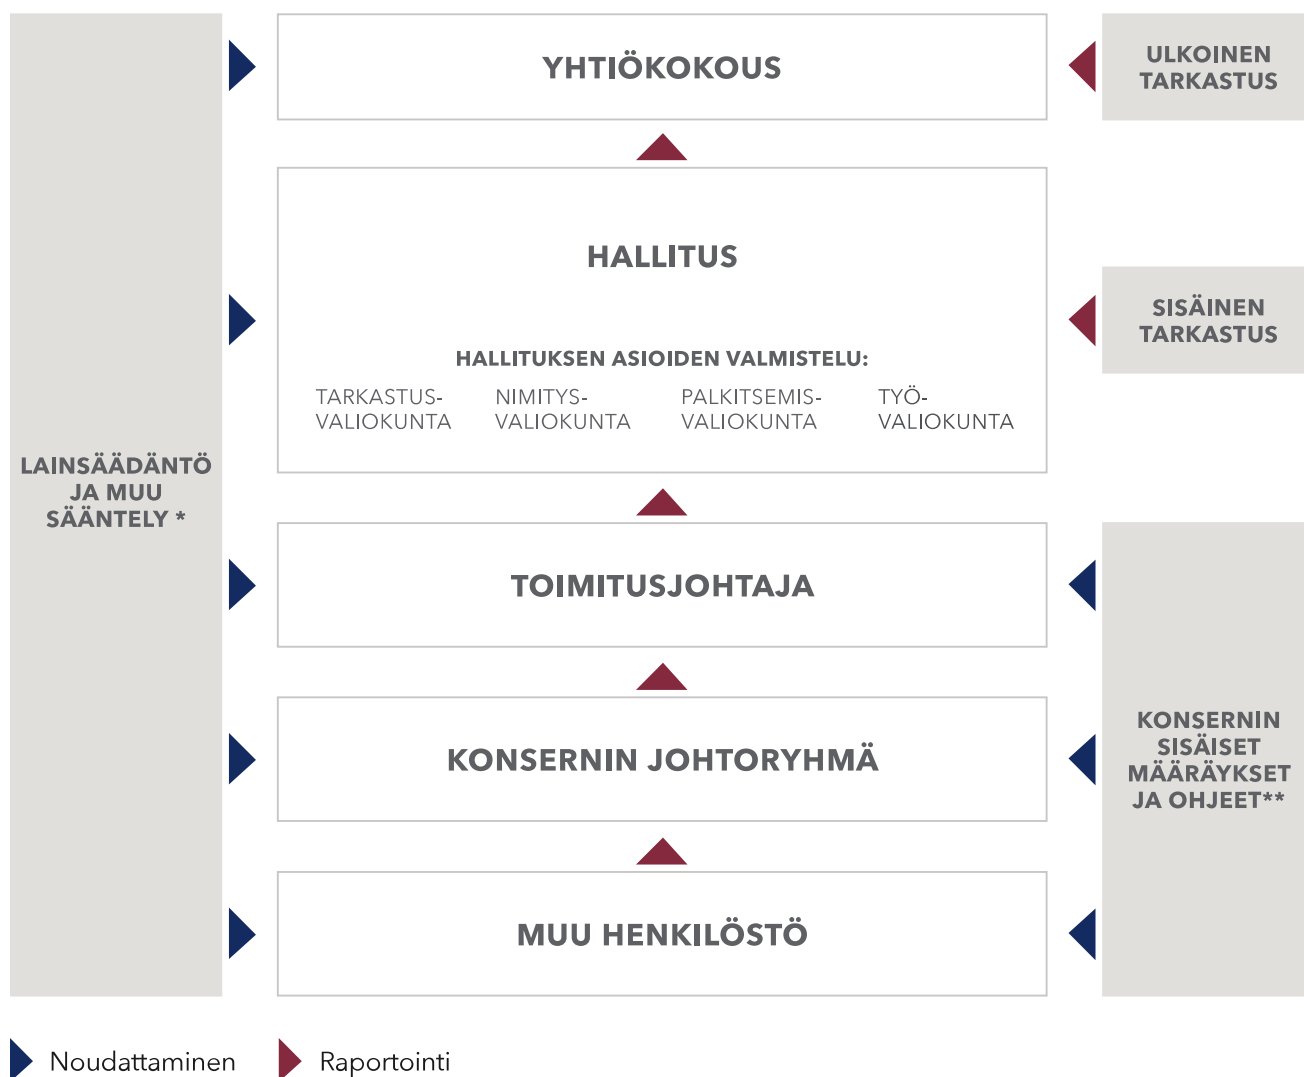 YHTIÖKOKOUS
ULKOINEN
TARKASTUS
HALLITUS
SISÄINEN
TARKASTUS
HALLITUKSEN ASIOIDEN VALMISTELU:
TARKASTUS-
VALIOKUNTA
NIMITYS-
VALIOKUNTA
PALKITSEMIS-
VALIOKUNTA
TYÖ-
VALIOKUNTA
LAINSÄÄDÄNTÖ
JA MUU
SÄÄNTELY *
TOIMITUSJOHTAJA
KONSERNIN JOHTORYHMÄ
KONSERNIN
SISÄISET
MÄÄRÄYKSET
JA OHJEET**
MUU HENKILÖSTÖ
Noudattaminen
Raportointi